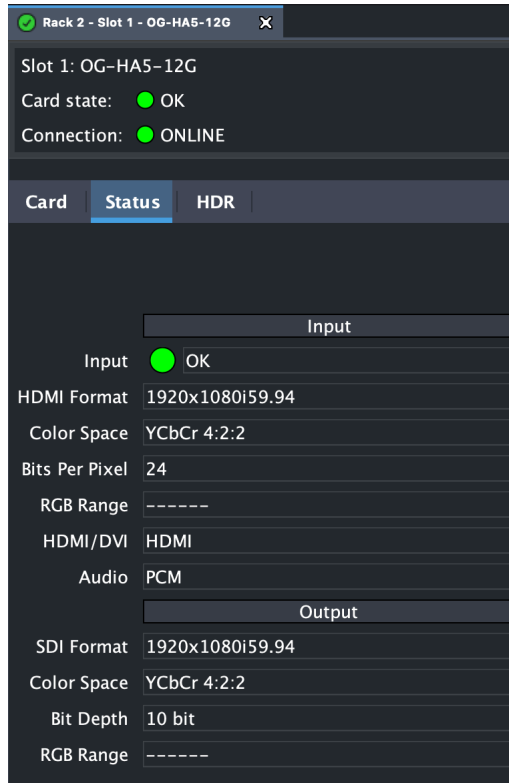 Rack 2 - Slot 1 - OG-HA5-12G
Slot 1: OG-HA5-12G
Card state: OK
Connection: ONLINE
Card Status HDR
Input
Input OK
HDMI Format 1920x1080i59.94
Color Space YCbCr 4:2:2
Bits Per Pixel 24
RGB Range ------
HDMI/DVI HDMI
Audio PCM
Output
SDI Format 1920x1080i59.94
Color Space YCbCr 4:2:2
Bit Depth 10 bit
RGB Range ------